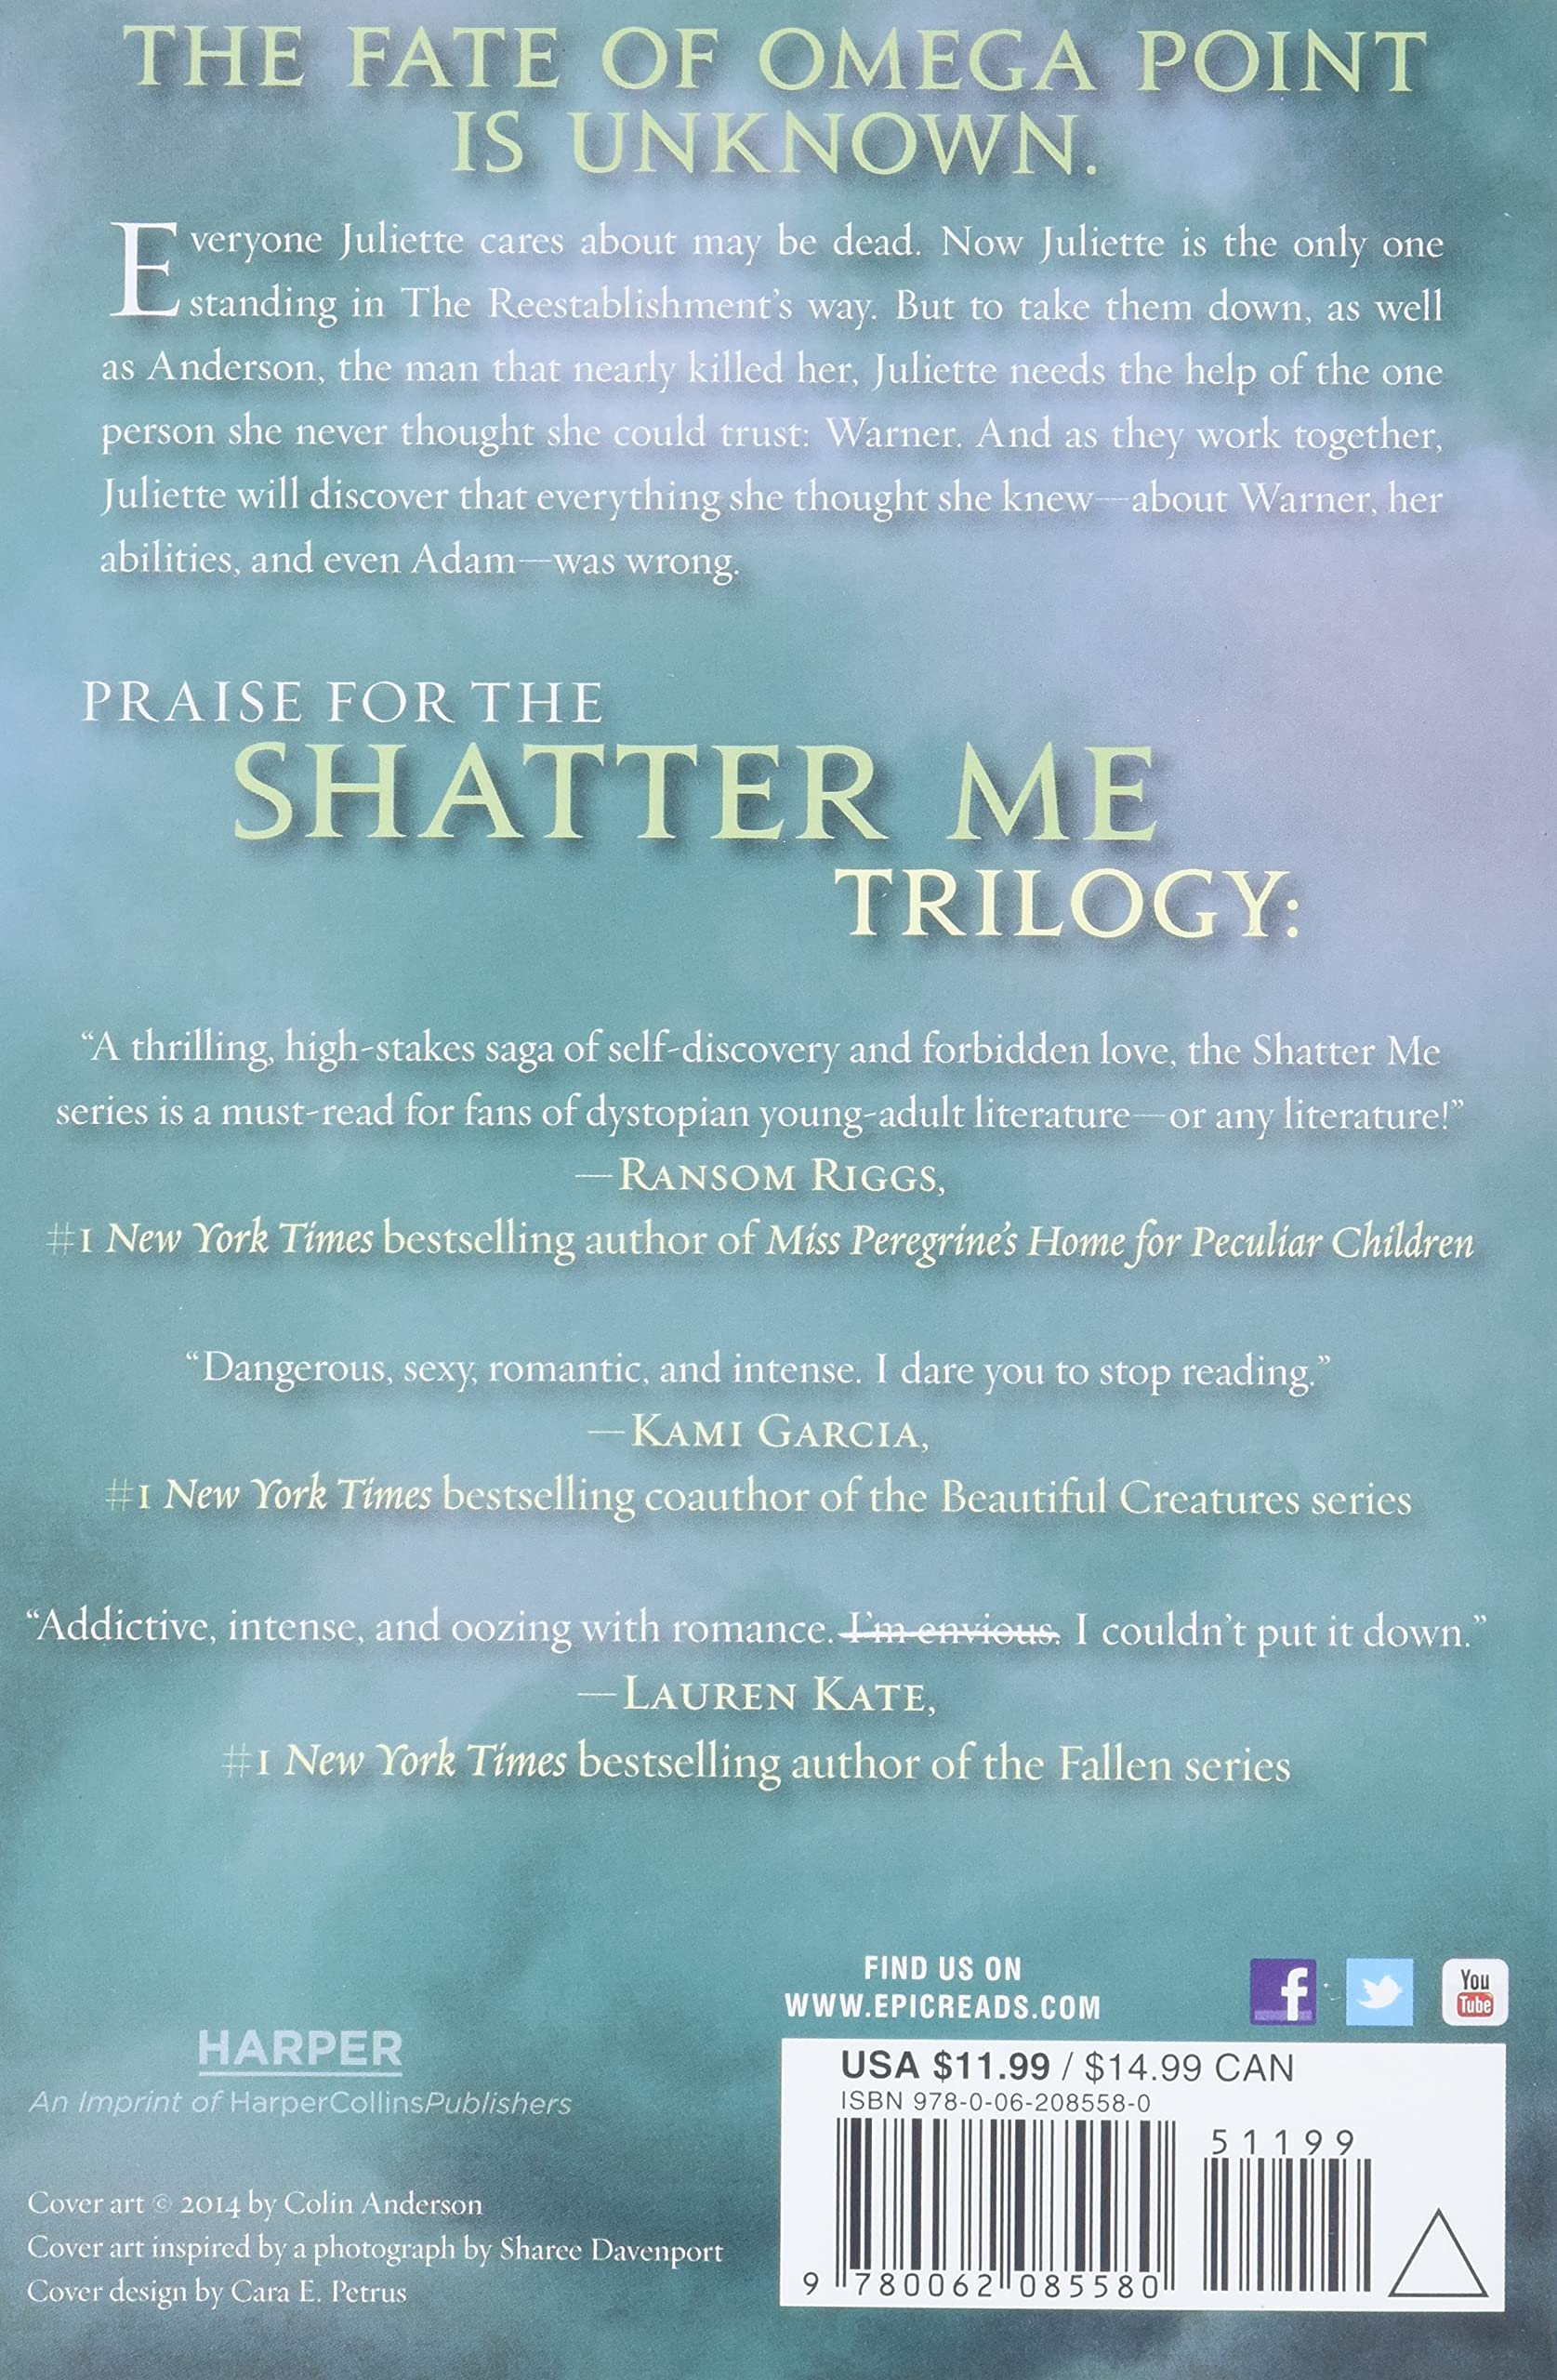 THE FATE OF OMEGA POINT
IS UNKNOWN.
Everyone Juliette cares about may be dead. Now Juliette is the only one
standing in The Reestablishment’s way. But to take them down, as well
as Anderson, the man that nearly killed her, Juliette needs the help of the one
person she never thought she could trust: Warner. And as they work together,
Juliette will discover that everything she thought she knew—about Warner, her
abilities, and even Adam—was wrong.
PRAISE FOR THE
SHATTER ME
TRILOGY:
“A thrilling, high-stakes saga of self-discovery and forbidden love, the Shatter Me
series is a must-read for fans of dystopian young-adult literature—or any literature!”
—RANSOM RIGGS,
#1 New York Times bestselling author of Miss Peregrine’s Home for Peculiar Children
“Dangerous, sexy, romantic, and intense. I dare you to stop reading.”
—KAMI GARCIA,
#1 New York Times bestselling coauthor of the Beautiful Creatures series
“Addictive, intense, and oozing with romance. I’m envious. I couldn’t put it down.”
—LAUREN KATE,
#1 New York Times bestselling author of the Fallen series
FIND US ON
WWW.EPICREADS.COM
f
You
Tube
HARPER
An Imprint of HarperCollinsPublishers
Cover art © 2014 by Colin Anderson
Cover art inspired by a photograph by Sharee Davenport
Cover design by Cara E. Petrus
USA $11.99 / $14.99 CAN
ISBN 978-0-06-208558-0
51199
9 780062 085580